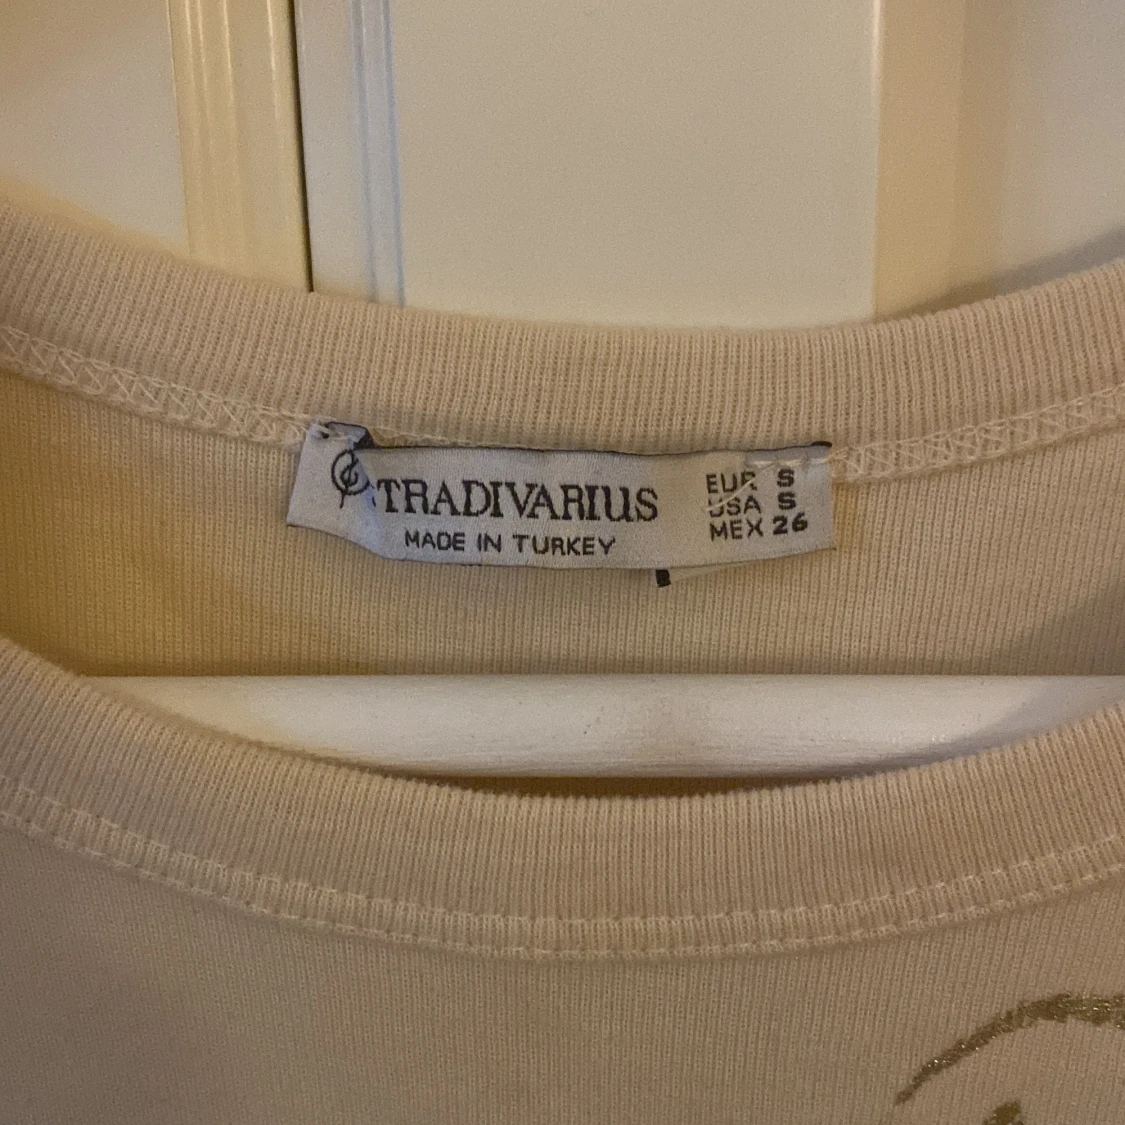 STRADIVARIUS
MADE IN TURKEY
EUR S
USA S
MEX 26